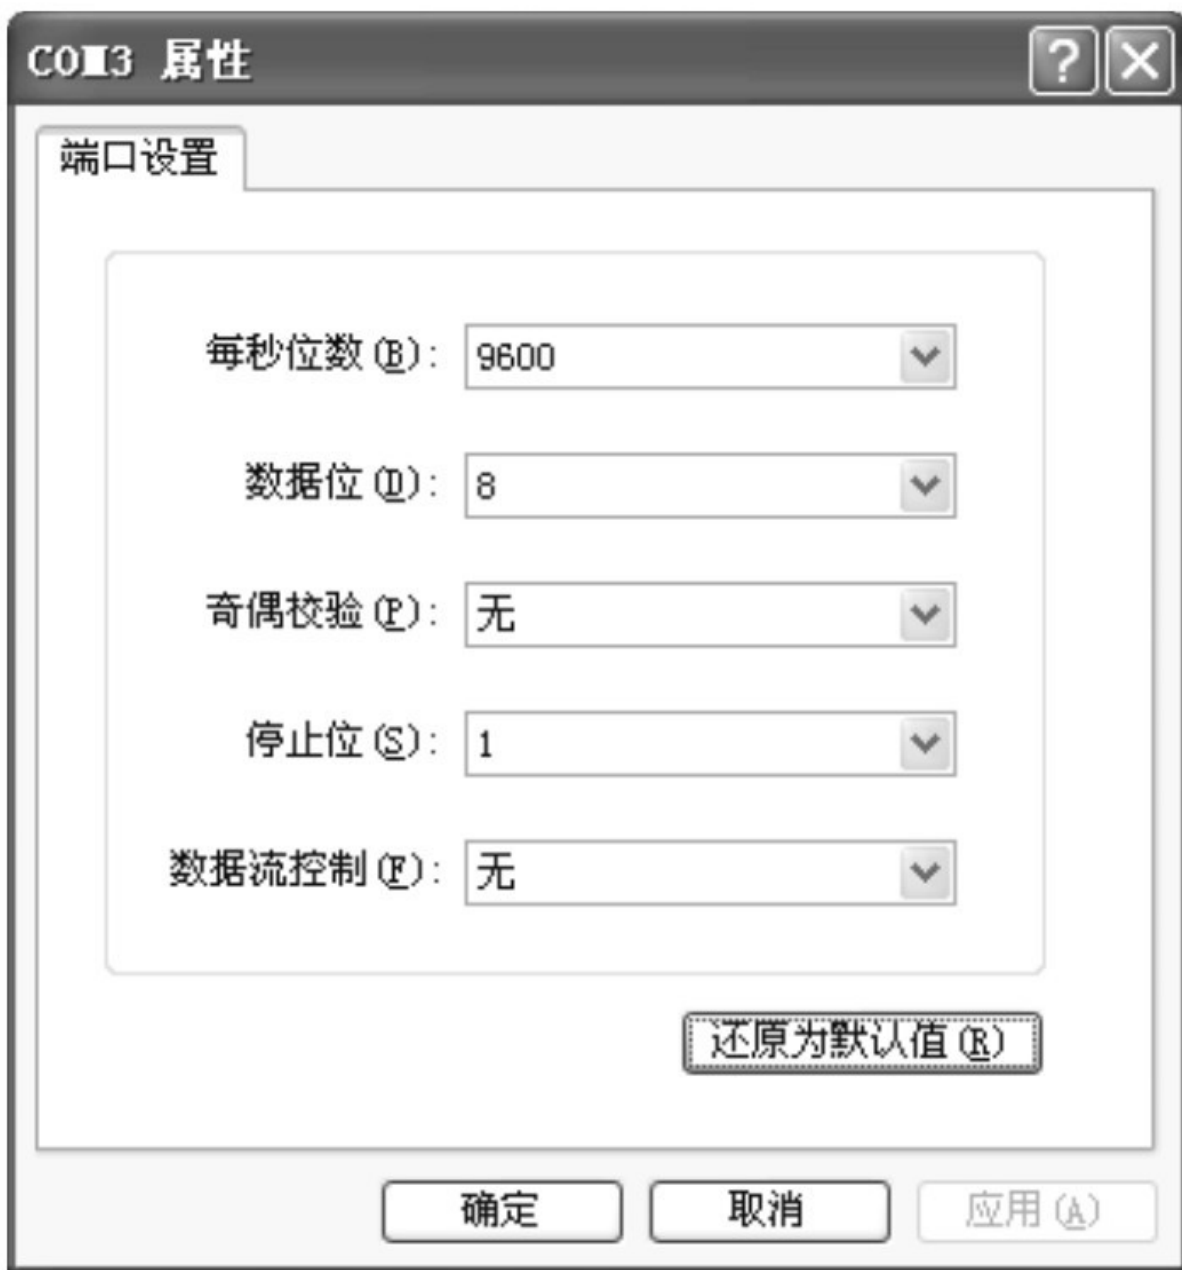 COM3 属性
端口设置
每秒位数(B): 9600
数据位(D): 8
奇偶校验(P): 无
停止位(S): 1
数据流控制(F): 无
还原为默认值(R)
确定 取消 应用(A)